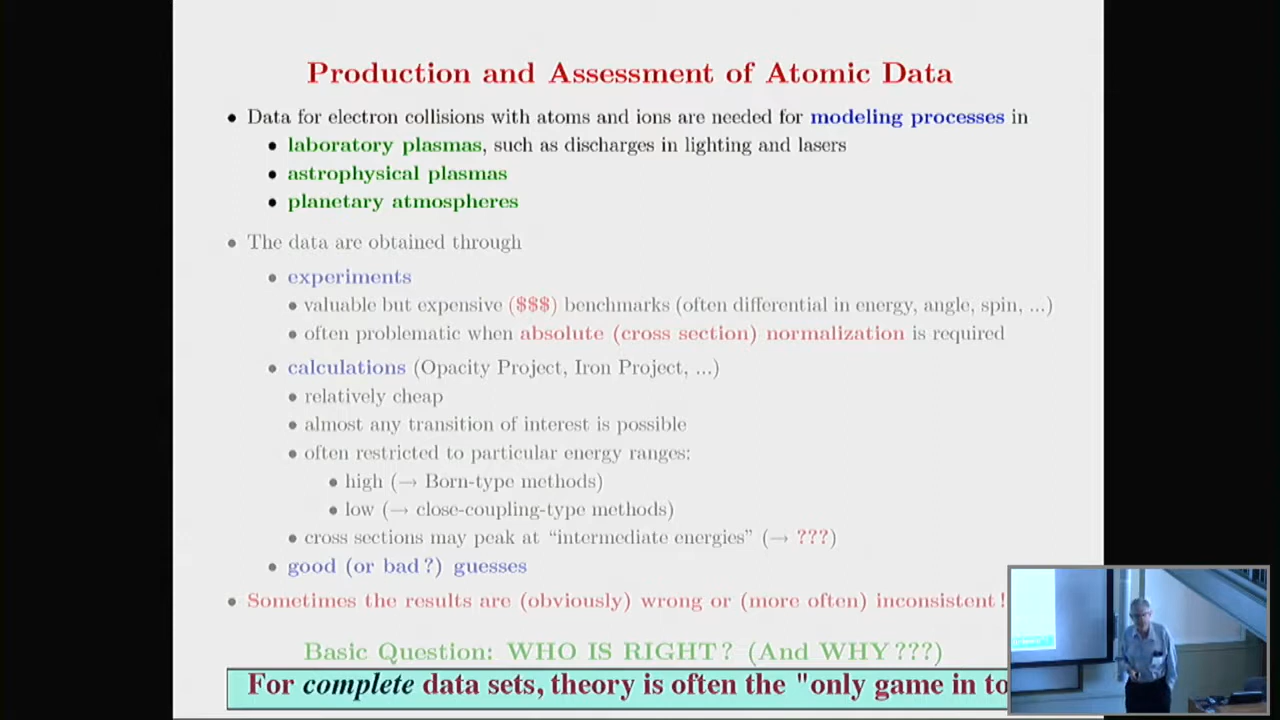 Production and Assessment of Atomic Data
• Data for electron collisions with atoms and ions are needed for modeling processes in
• laboratory plasmas, such as discharges in lighting and lasers
• astrophysical plasmas
• planetary atmospheres
• The data are obtained through
• experiments
• valuable but expensive ($$$) benchmarks (often differential in energy, angle, spin, ...)
• often problematic when absolute (cross section) normalization is required
• calculations (Opacity Project, Iron Project, ...)
• relatively cheap
• almost any transition of interest is possible
• often restricted to particular energy ranges:
• high (→ Born-type methods)
• low (→ close-coupling-type methods)
• cross sections may peak at “intermediate energies” (→ ???)
• good (or bad?) guesses
• Sometimes the results are (obviously) wrong or (more often) inconsistent!
Basic Question: WHO IS RIGHT? (And WHY???)
For complete data sets, theory is often the "only game in to